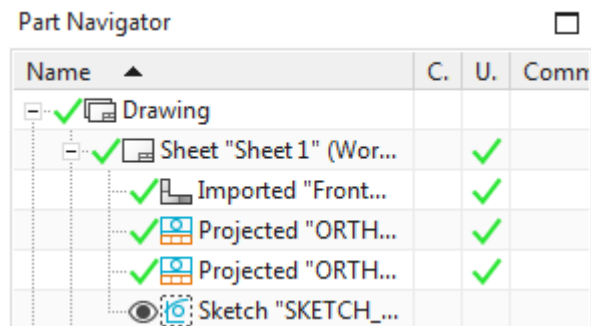 Part Navigator
Name C. U. Comm
Drawing
Sheet "Sheet 1" (Wor...
Imported "Front...
Projected "ORTH...
Projected "ORTH...
Sketch "SKETCH_...